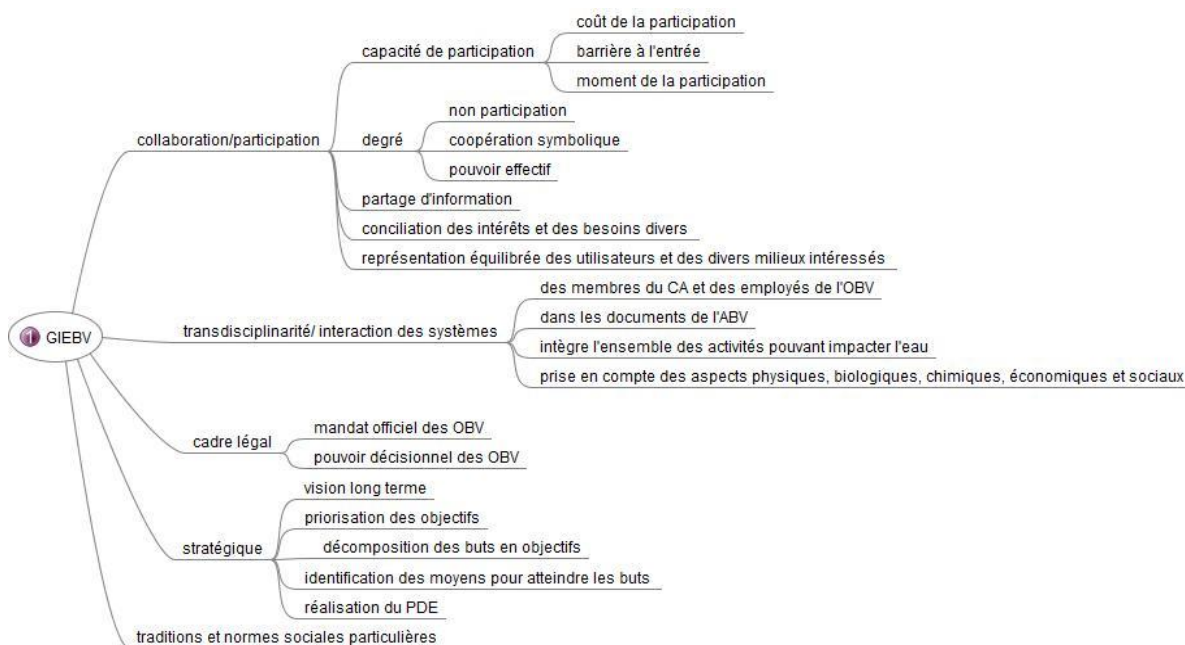 coût de la participation
capacité de participation
barrière à l'entrée
moment de la participation
non participation
collaboration/participation
degré
coopération symbolique
pouvoir effectif
partage d'information
conciliation des intérêts et des besoins divers
représentation équilibrée des utilisateurs et des divers milieux intéressés
des membres du CA et des employés de l'OBV
transdisciplinarité/ interaction des systèmes
dans les documents de l'ABV
1 GIEBV
intègre l'ensemble des activités pouvant impacter l'eau
prise en compte des aspects physiques, biologiques, chimiques, économiques et sociaux
mandat officiel des OBV
cadre légal
pouvoir décisionnel des OBV
vision long terme
priorisation des objectifs
stratégique
décomposition des buts en objectifs
identification des moyens pour atteindre les buts
réalisation du PDE
traditions et normes sociales particulières